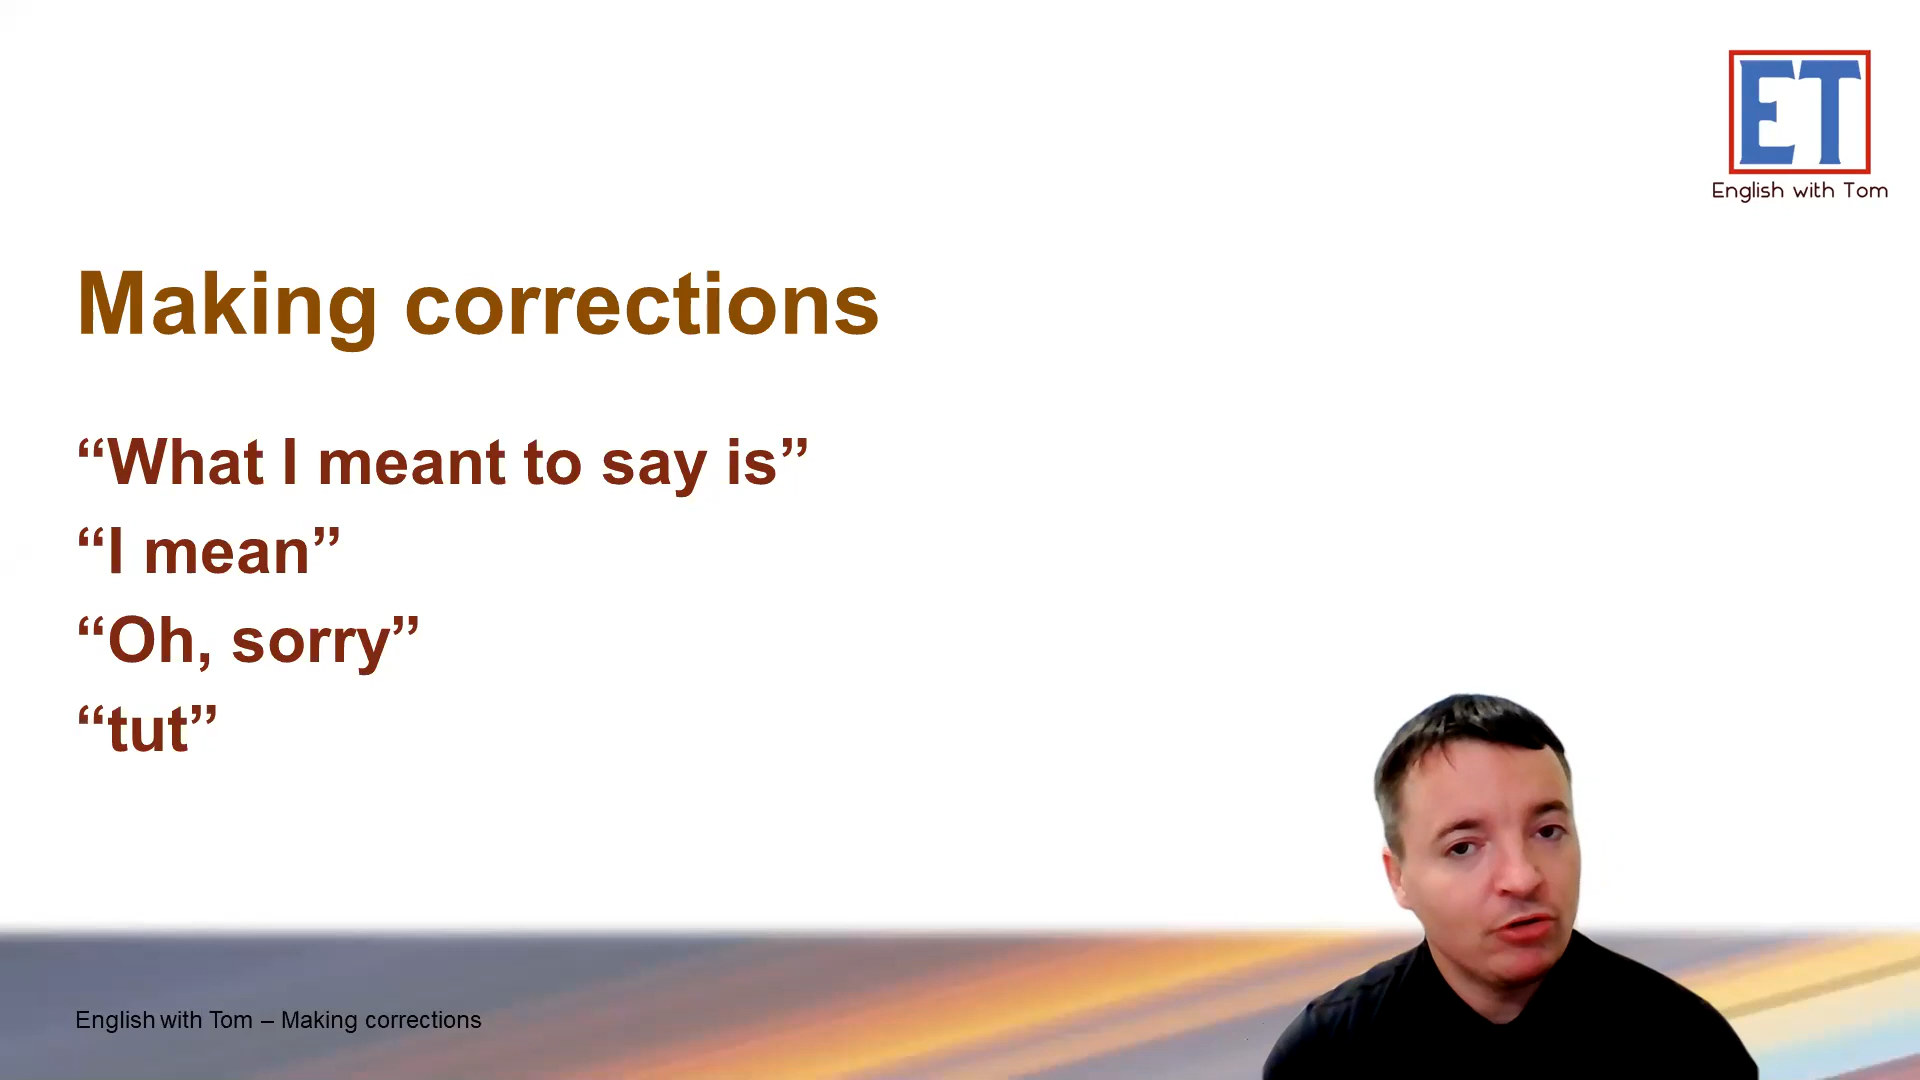 ET
English with Tom
Making corrections
“What I meant to say is”
“I mean”
“Oh, sorry”
“tut”
English with Tom – Making corrections